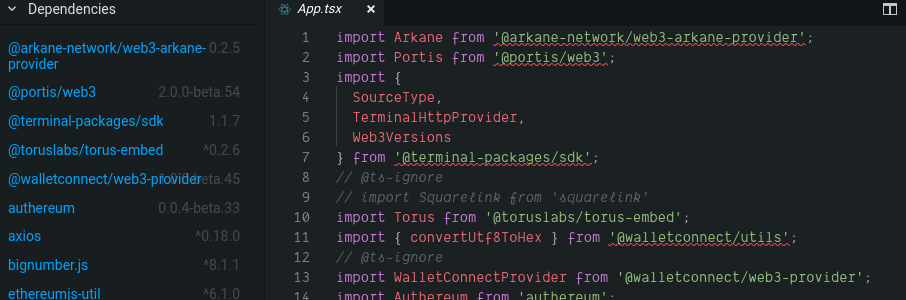 Dependencies
@arkane-network/web3-arkane-provider 0.2.5
@portis/web3 2.0.0-beta.54
@terminal-packages/sdk 1.1.7
@toruslabs/torus-embed ^0.2.6
@walletconnect/web3-provider beta.45
authereum 0.0.4-beta.33
axios ^0.18.0
bignumber.js ^8.1.1
ethereumjs-util ^6.1.0
App.tsx ×
1 import Arkane from '@arkane-network/web3-arkane-provider';
2 import Portis from '@portis/web3';
3 import {
4 SourceType,
5 TerminalHttpProvider,
6 Web3Versions
7 } from '@terminal-packages/sdk';
8 // @ts-ignore
9 // import Squarelink from 'squarelink'
10 import Torus from '@toruslabs/torus-embed';
11 import { convertUtf8ToHex } from '@walletconnect/utils';
12 // @ts-ignore
13 import WalletConnectProvider from '@walletconnect/web3-provider';
14 import Authereum from 'authereum';